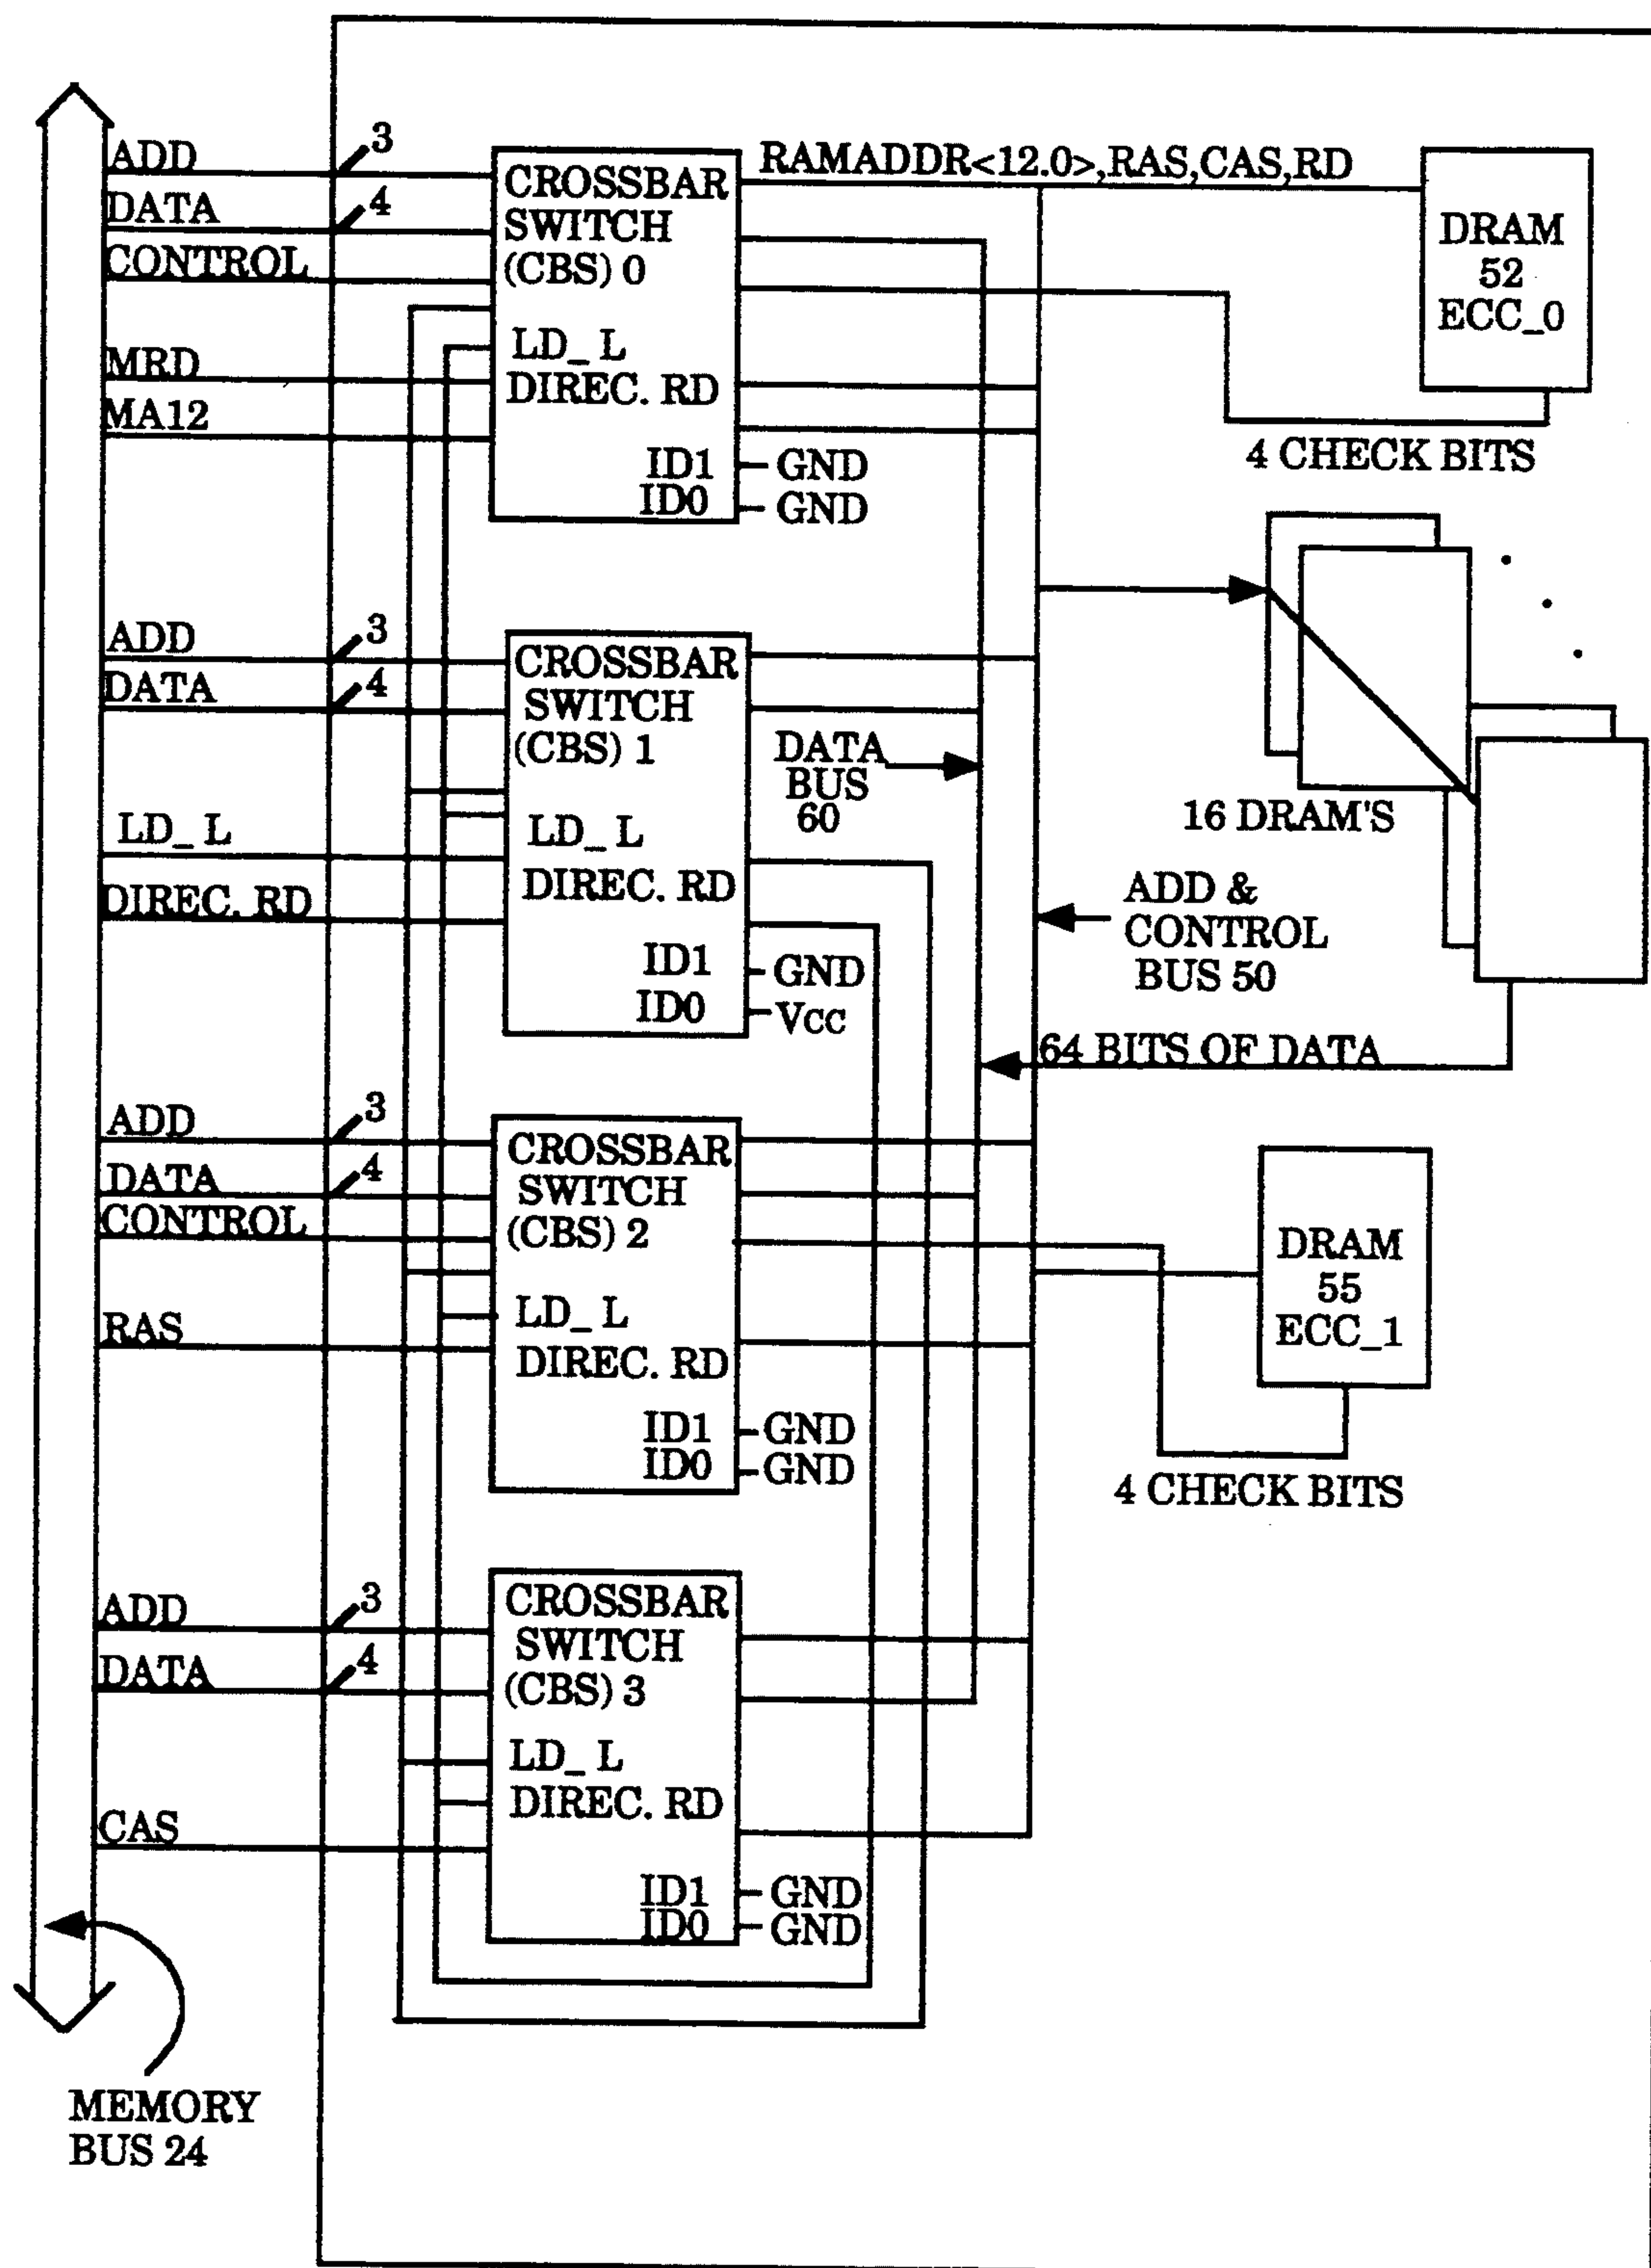 ADD
3
DATA
4
CONTROL
MRD
MA12
CROSSBAR
SWITCH
(CBS) 0
LD_ L
DIREC. RD
ID1
GND
ID0
GND
RAMADDR<12.0>,RAS,CAS,RD
DRAM
52
ECC_0
4 CHECK BITS
ADD
3
DATA
4
LD_ L
DIREC. RD
CROSSBAR
SWITCH
(CBS) 1
LD_ L
DIREC. RD
ID1
GND
ID0
VCC
DATA
BUS
60
16 DRAM'S
ADD &
CONTROL
BUS 50
64 BITS OF DATA
ADD
3
DATA
4
CONTROL
RAS
CROSSBAR
SWITCH
(CBS) 2
LD_ L
DIREC. RD
ID1
GND
ID0
GND
DRAM
55
ECC_1
4 CHECK BITS
ADD
3
DATA
4
CAS
CROSSBAR
SWITCH
(CBS) 3
LD_ L
DIREC. RD
ID1
GND
ID0
GND
MEMORY
BUS 24